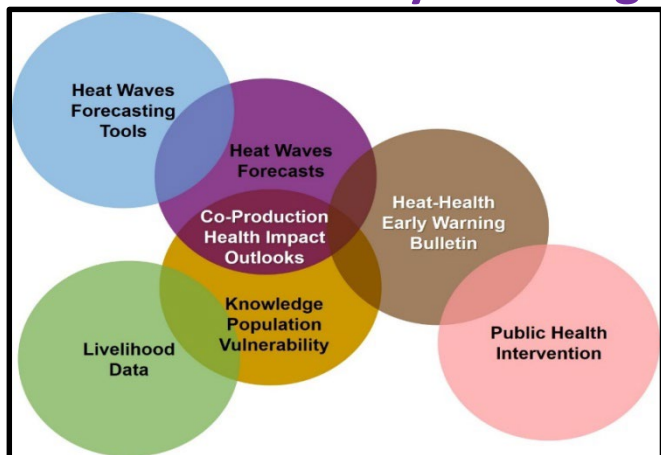 Heat Waves
Forecasting
Tools
Heat Waves
Forecasts
Co-Production
Health Impact
Outlooks
Heat-Health
Early Warning
Bulletin
Knowledge
Population
Vulnerability
Livelihood
Data
Public Health
Intervention